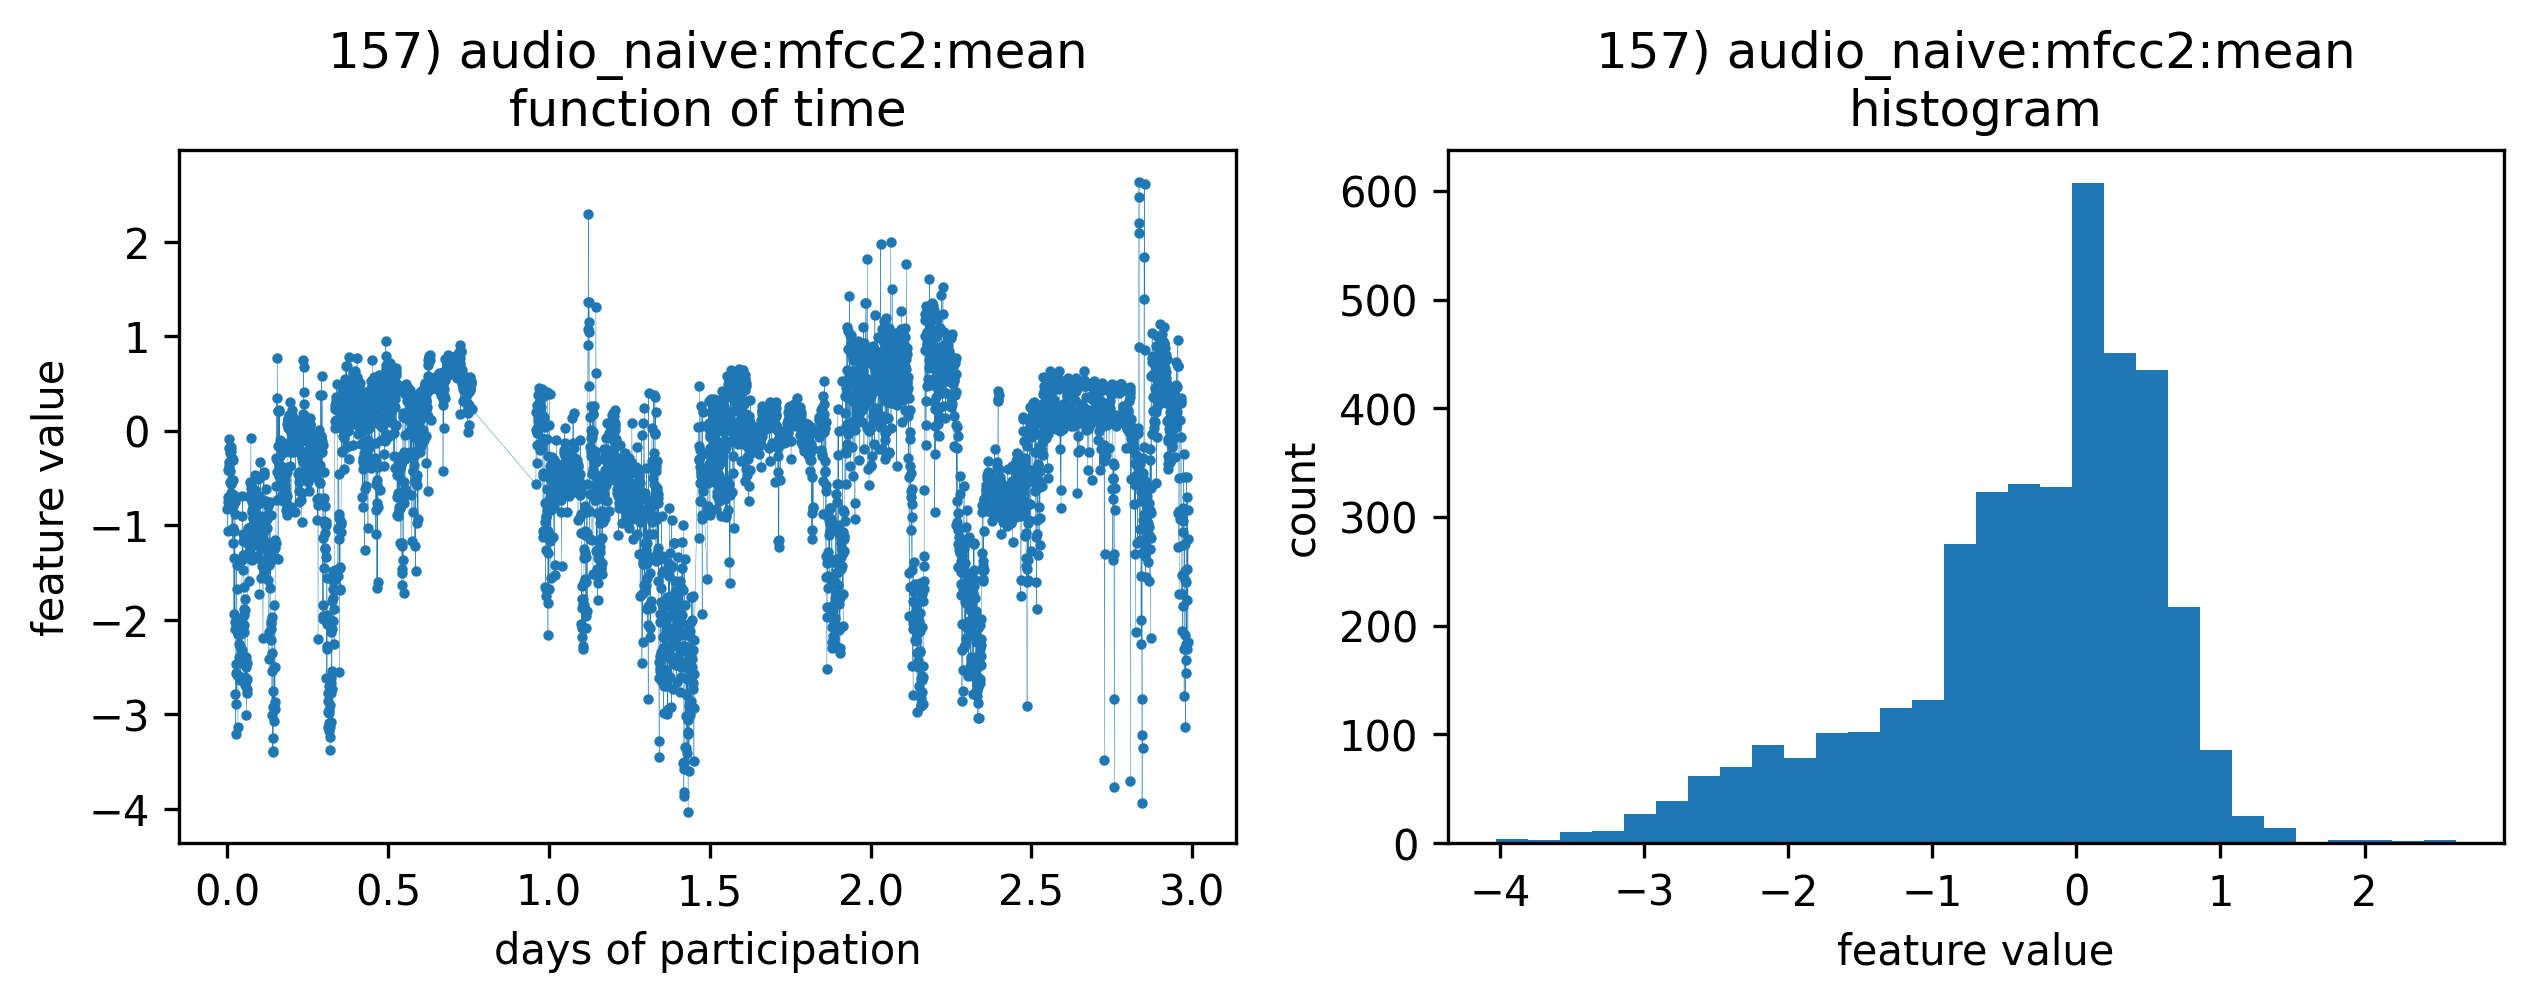 157) audio_naive:mfcc2:mean
function of time
feature value
2
1
0
−1
−2
−3
−4
0.0 0.5 1.0 1.5 2.0 2.5 3.0
days of participation
157) audio_naive:mfcc2:mean
histogram
count
600
500
400
300
200
100
0
−4 −3 −2 −1 0 1 2
feature value